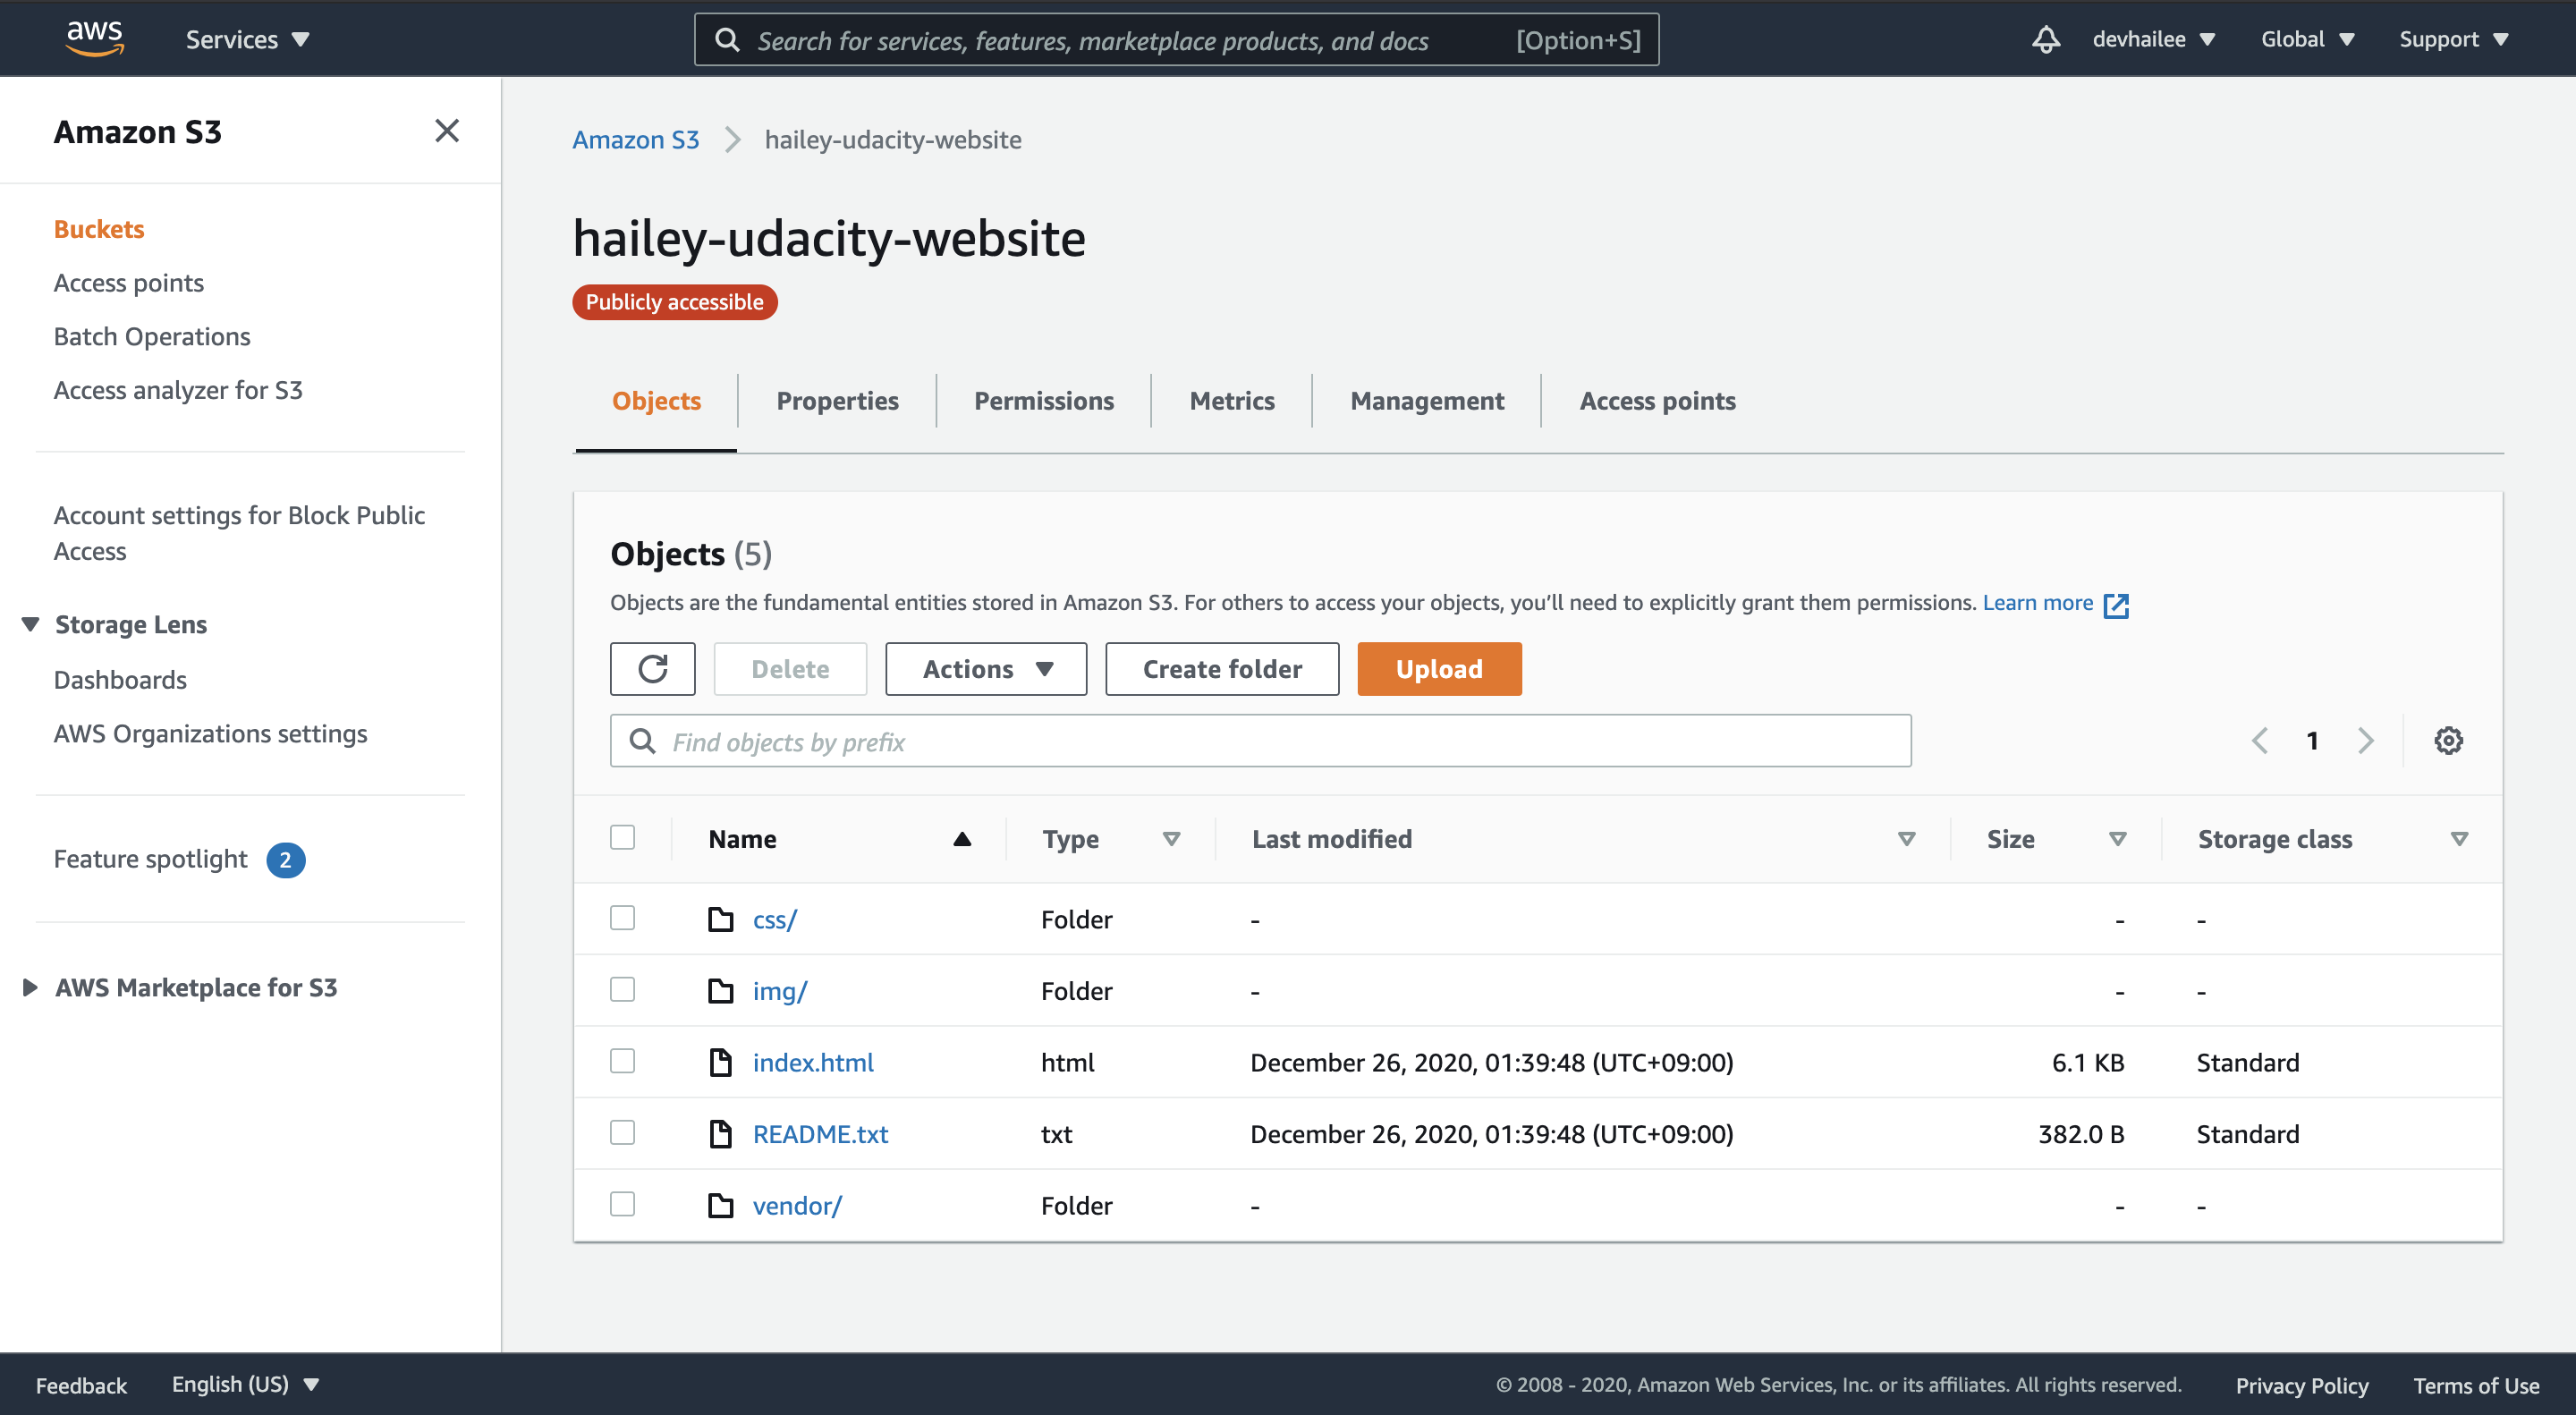 aws
Services
Search for services, features, marketplace products, and docs [Option+S]
devhailee
Global
Support
Amazon S3
Buckets
Access points
Batch Operations
Access analyzer for S3
Account settings for Block Public
Access
Storage Lens
Dashboards
AWS Organizations settings
Feature spotlight 2
AWS Marketplace for S3
Amazon S3 hailey-udacity-website
hailey-udacity-website
Publicly accessible
Objects Properties Permissions Metrics Management Access points
Objects (5)
Objects are the fundamental entities stored in Amazon S3. For others to access your objects, you’ll need to explicitly grant them permissions. Learn more
Delete Actions Create folder Upload
Find objects by prefix
1
Name Type Last modified Size Storage class
css/ Folder - - -
img/ Folder - - -
index.html html December 26, 2020, 01:39:48 (UTC+09:00) 6.1 KB Standard
README.txt txt December 26, 2020, 01:39:48 (UTC+09:00) 382.0 B Standard
vendor/ Folder - - -
Feedback English (US) © 2008 - 2020, Amazon Web Services, Inc. or its affiliates. All rights reserved. Privacy Policy Terms of Use